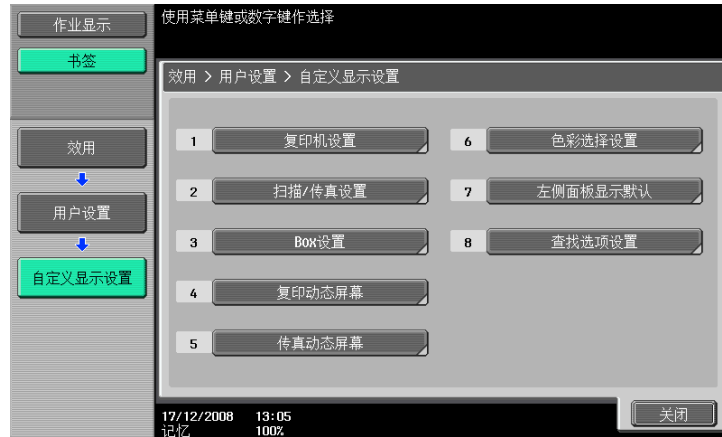 作业显示
使用菜单键或数字键作选择
书签
效用 > 用户设置 > 自定义显示设置
效用
用户设置
自定义显示设置
1 复印机设置
2 扫描/传真设置
3 Box设置
4 复印动态屏幕
5 传真动态屏幕
6 色彩选择设置
7 左侧面板显示默认
8 查找选项设置
17/12/2008 13:05
记忆 100%
关闭